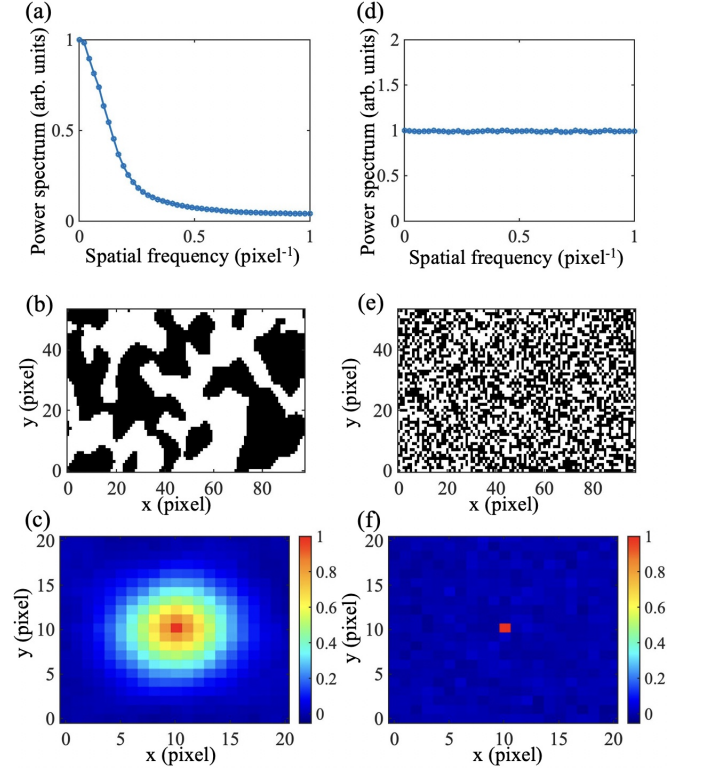 (a)
Power spectrum (arb. units)
1
0.5
0
0 0.5 1
Spatial frequency (pixel-1)
(d)
Power spectrum (arb. units)
2
1.5
1
0.5
0
0 0.5 1
Spatial frequency (pixel-1)
(b)
y (pixel)
40
20
0
0 20 40 60 80
x (pixel)
(e)
y (pixel)
40
20
0
0 20 40 60 80
x (pixel)
(c)
y (pixel)
20
15
10
5
0
0 5 10 15 20
x (pixel)
1
0.8
0.6
0.4
0.2
0
(f)
y (pixel)
20
15
10
5
0
0 5 10 15 20
x (pixel)
1
0.8
0.6
0.4
0.2
0